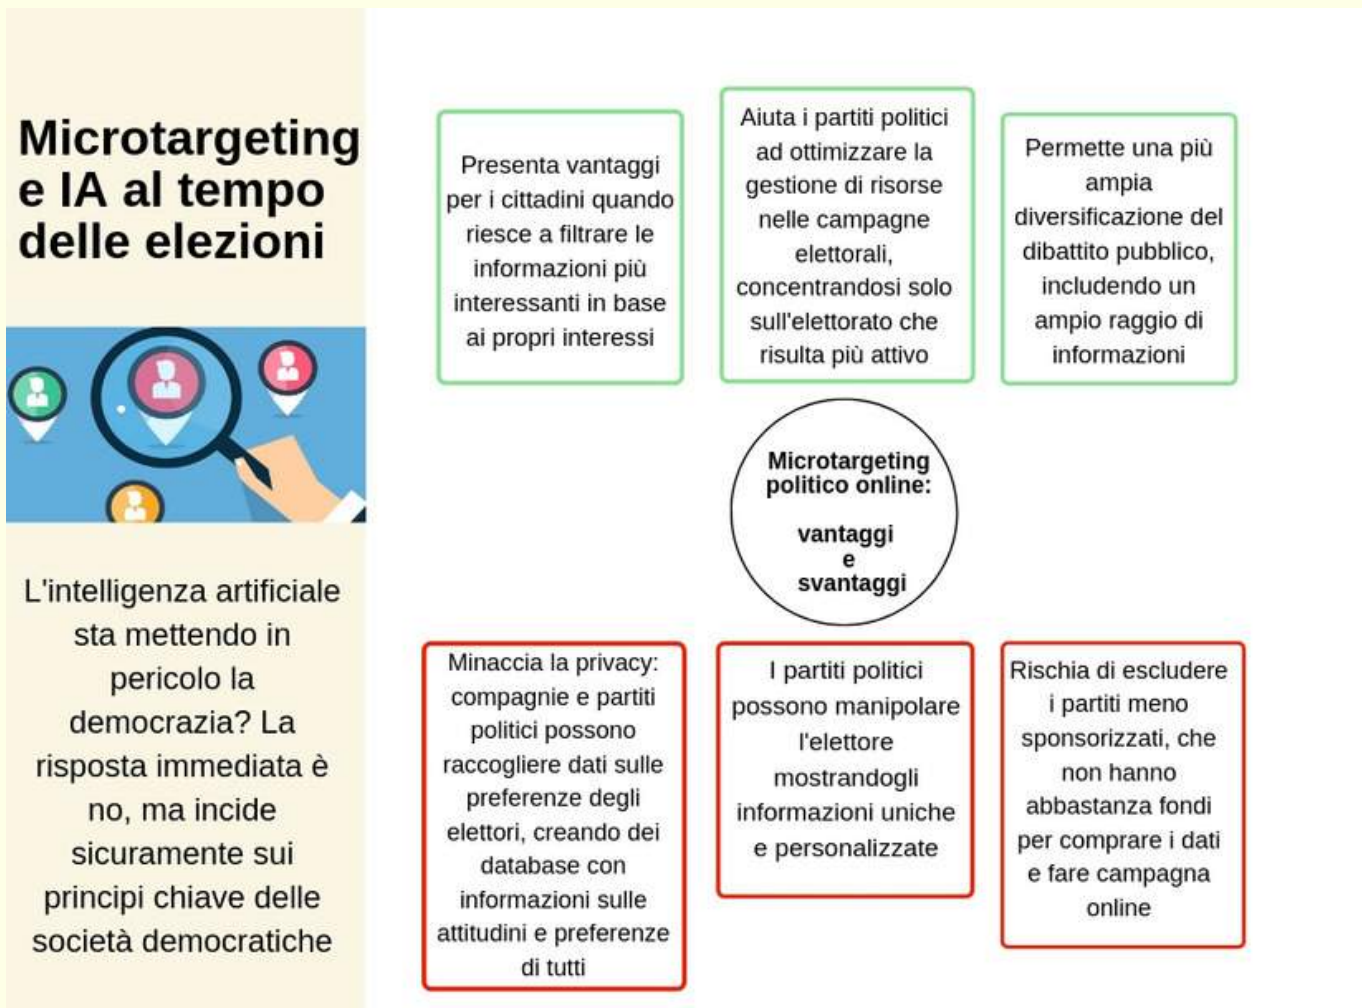 Microtargeting
e IA al tempo
delle elezioni
L'intelligenza artificiale
sta mettendo in
pericolo la
democrazia? La
risposta immediata è
no, ma incide
sicuramente sui
principi chiave delle
società democratiche
Presenta vantaggi
per i cittadini quando
riesce a filtrare le
informazioni più
interessanti in base
ai propri interessi
Aiuta i partiti politici
ad ottimizzare la
gestione di risorse
nelle campagne
elettorali,
concentrandosi solo
sull'elettorato che
risulta più attivo
Permette una più
ampia
diversificazione del
dibattito pubblico,
includendo un
ampio raggio di
informazioni
Microtargeting
politico online:
vantaggi
e
svantaggi
Minaccia la privacy:
compagnie e partiti
politici possono
raccogliere dati sulle
preferenze degli
elettori, creando dei
database con
informazioni sulle
attitudini e preferenze
di tutti
I partiti politici
possono manipolare
l'elettore
mostrandogli
informazioni uniche
e personalizzate
Rischia di escludere
i partiti meno
sponsorizzati, che
non hanno
abbastanza fondi
per comprare i dati
e fare campagna
online